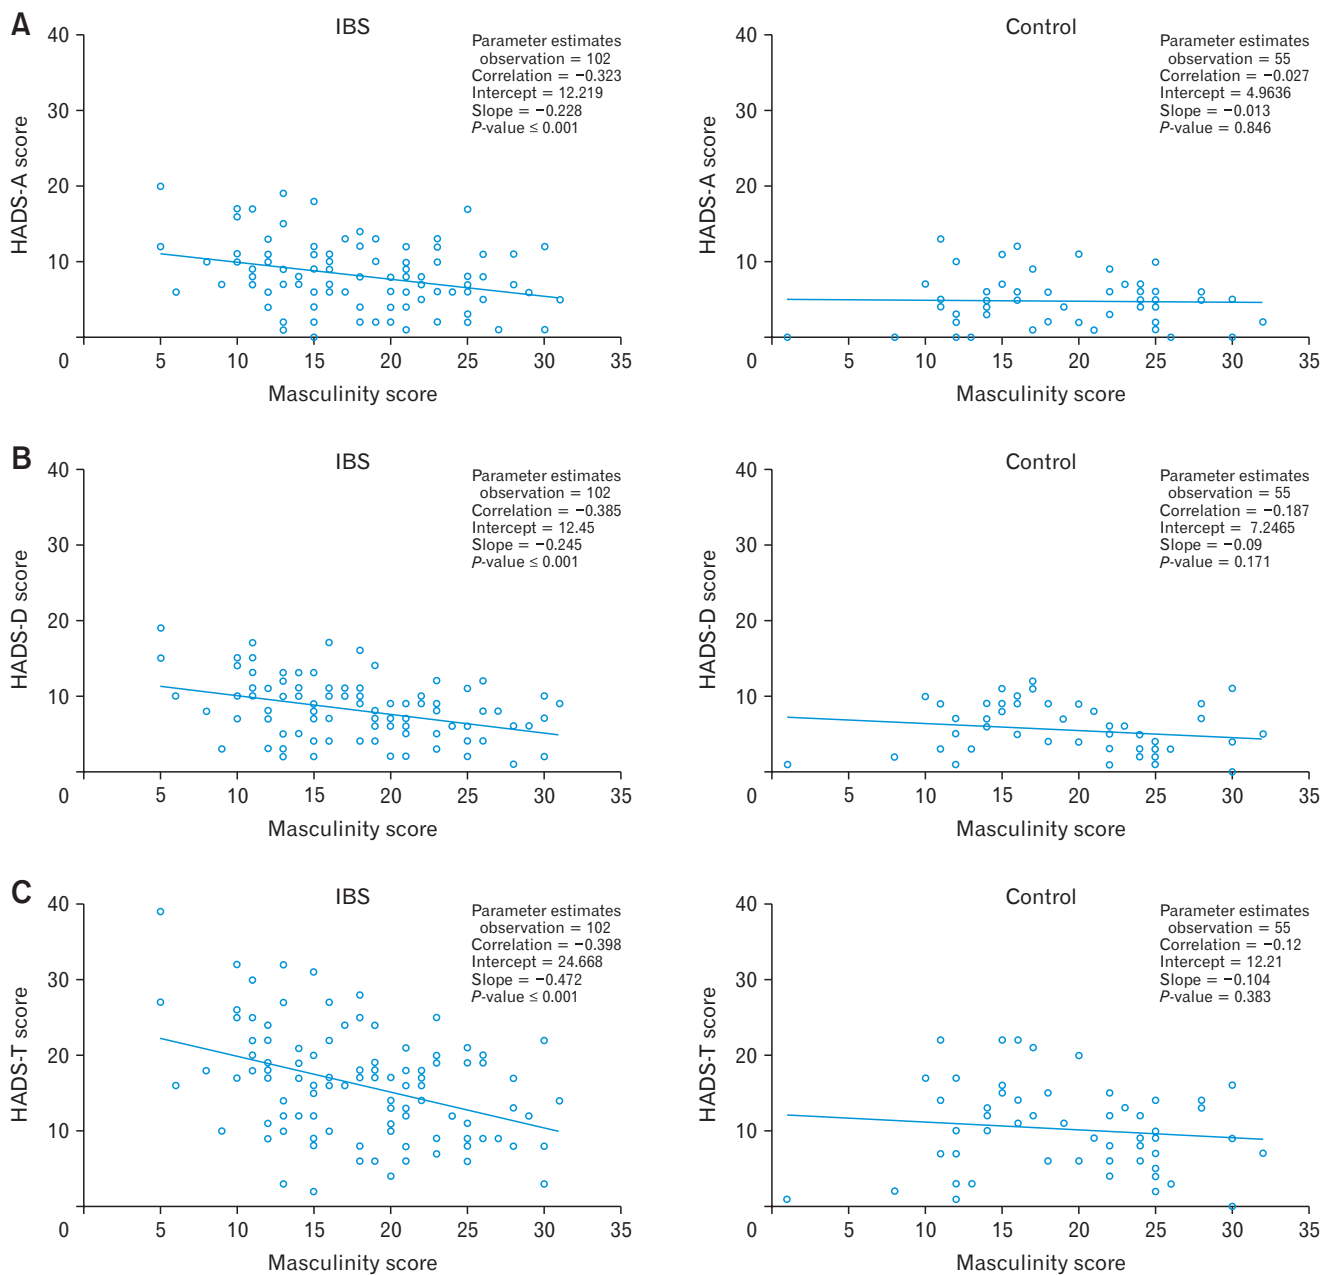 A
IBS
Parameter estimates
observation = 102
Correlation = −0.323
Intercept = 12.219
Slope = −0.228
P-value ≤ 0.001
HADS-A score
40
30
20
10
0
5
10
15
20
25
30
35
Masculinity score
Control
Parameter estimates
observation = 55
Correlation = −0.027
Intercept = 4.9636
Slope = −0.013
P-value = 0.846
HADS-A score
40
30
20
10
0
5
10
15
20
25
30
35
Masculinity score
B
IBS
Parameter estimates
observation = 102
Correlation = −0.385
Intercept = 12.45
Slope = −0.245
P-value ≤ 0.001
HADS-D score
40
30
20
10
0
5
10
15
20
25
30
35
Masculinity score
Control
Parameter estimates
observation = 55
Correlation = −0.187
Intercept = 7.2465
Slope = −0.09
P-value = 0.171
HADS-D score
40
30
20
10
0
5
10
15
20
25
30
35
Masculinity score
C
IBS
Parameter estimates
observation = 102
Correlation = −0.398
Intercept = 24.668
Slope = −0.472
P-value ≤ 0.001
HADS-T score
40
30
20
10
0
5
10
15
20
25
30
35
Masculinity score
Control
Parameter estimates
observation = 55
Correlation = −0.12
Intercept = 12.21
Slope = −0.104
P-value = 0.383
HADS-T score
40
30
20
10
0
5
10
15
20
25
30
35
Masculinity score